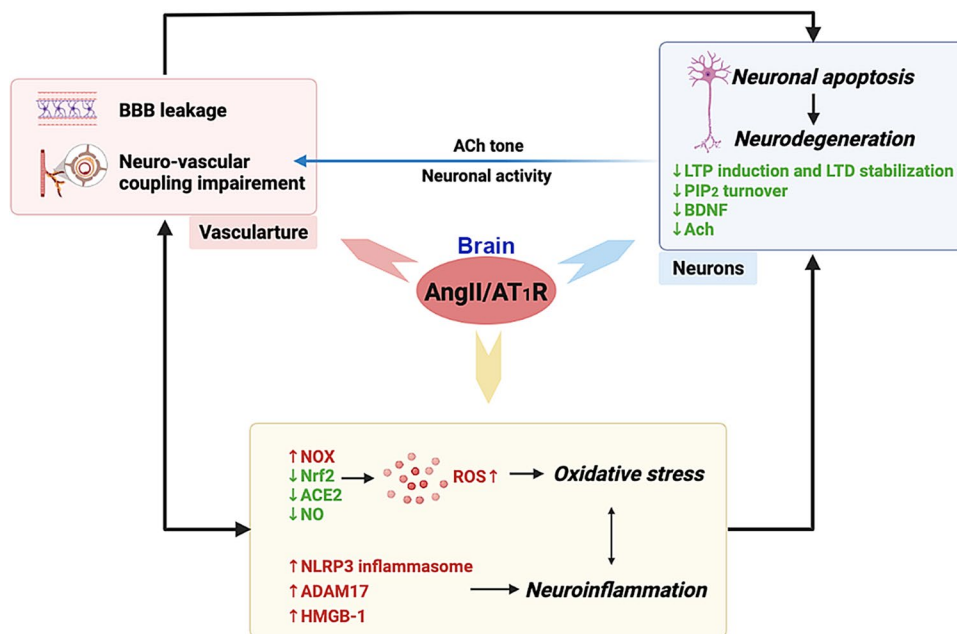 BBB leakage
Neuro-vascular
coupling impairement
Vascularture
ACh tone
Neuronal activity
Neuronal apoptosis
Neurodegeneration
↓LTP induction and LTD stabilization
↓PIP₂ turnover
↓BDNF
↓Ach
Neurons
Brain
AngII/AT₁R
↑NOX
↓Nrf2
↓ACE2
↓NO
ROS↑
Oxidative stress
↑NLRP3 inflammasome
↑ADAM17
↑HMGB-1
Neuroinflammation